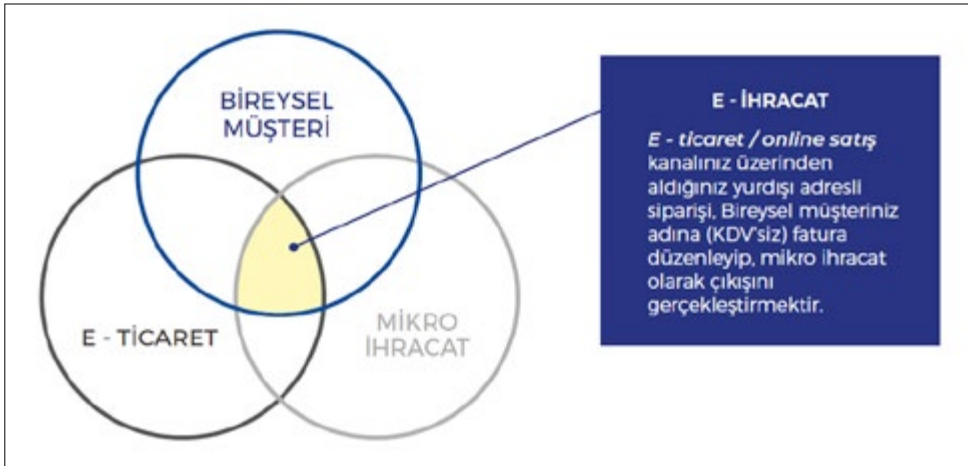 BİREYSEL
MÜŞTERİ
E - TİCARET
MİKRO
İHRACAT
E - İHRACAT
E - ticaret / online satış
kanalınız üzerinden
aldığınız yurdışı adresli
siparişi, Bireysel müşteriniz
adına (KDV'siz) fatura
düzenleyip, mikro ihracat
olarak çıkışını
gerçekleştirmektir.